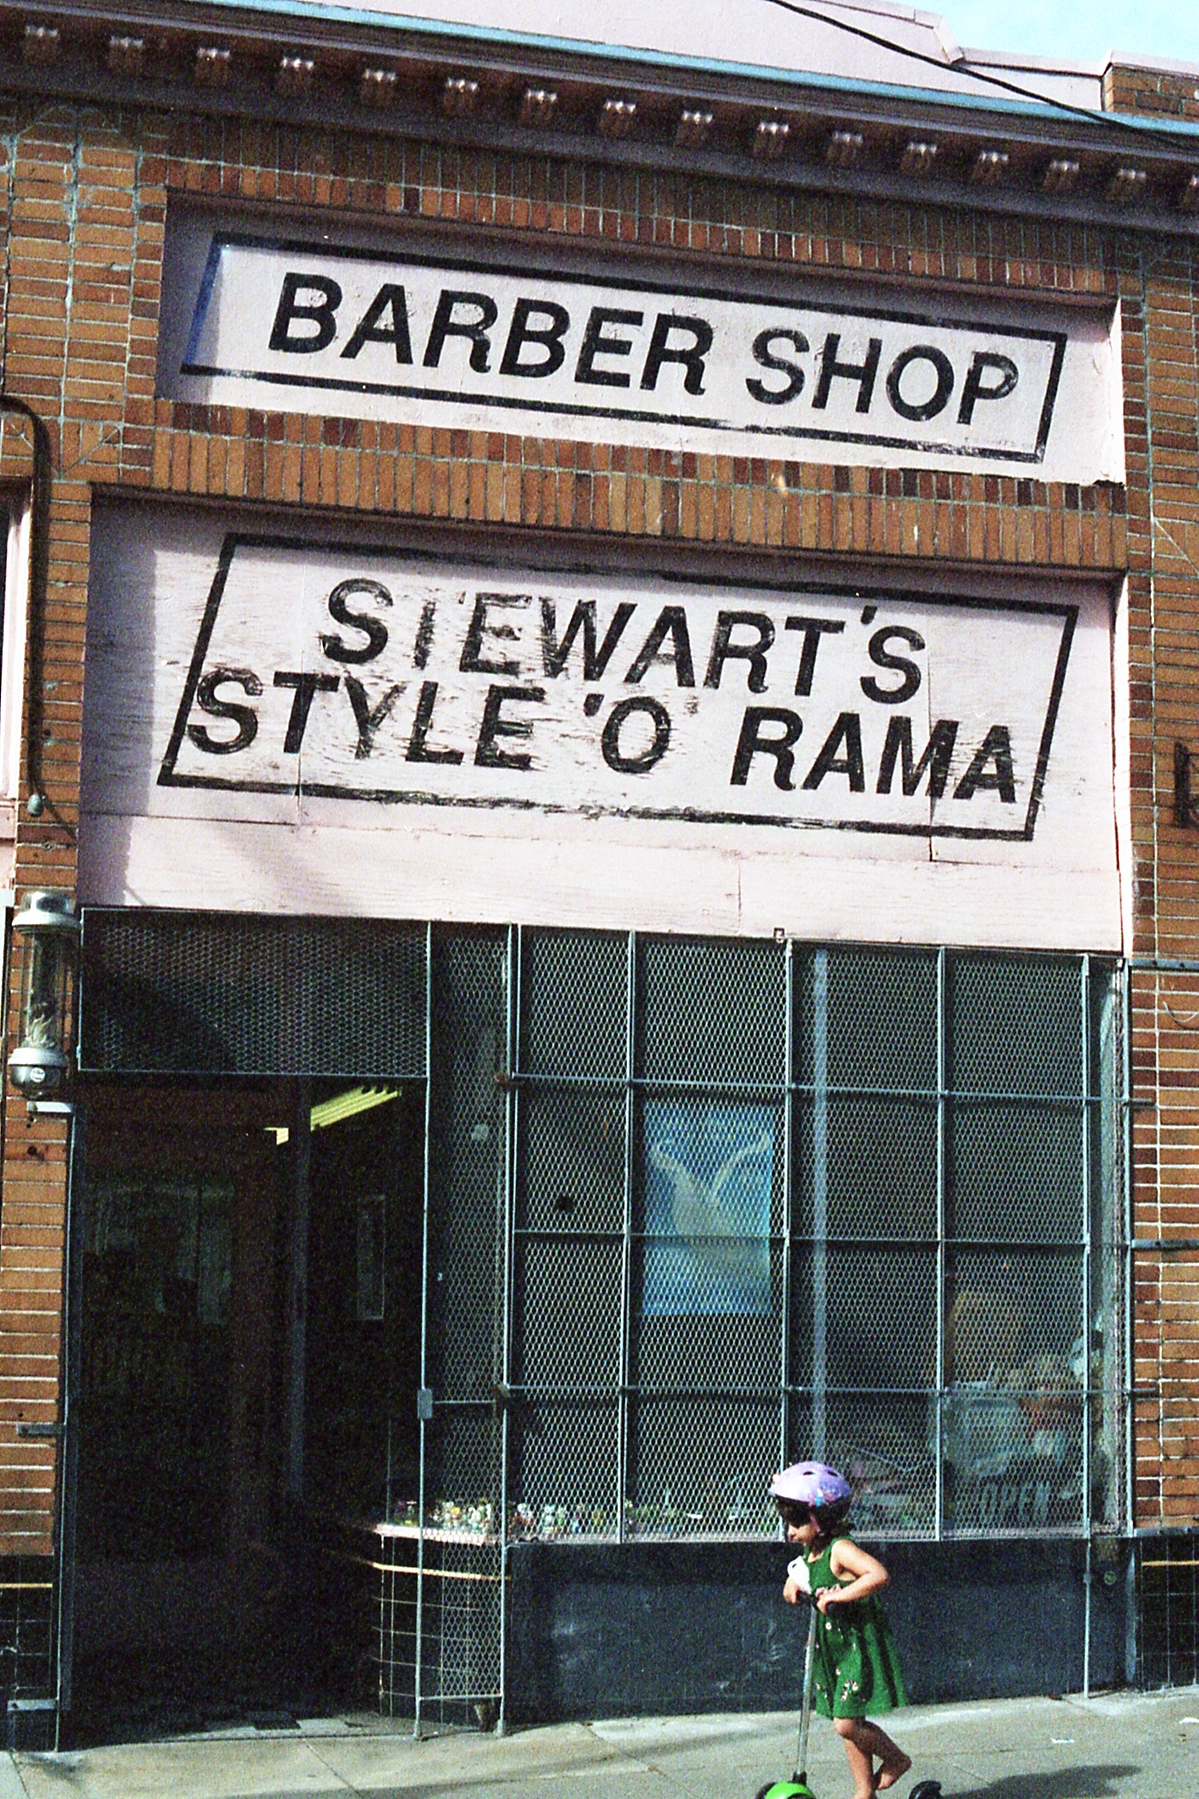 BARBER SHOP
STEWART'S
STYLE 'O' RAMA
OPEN